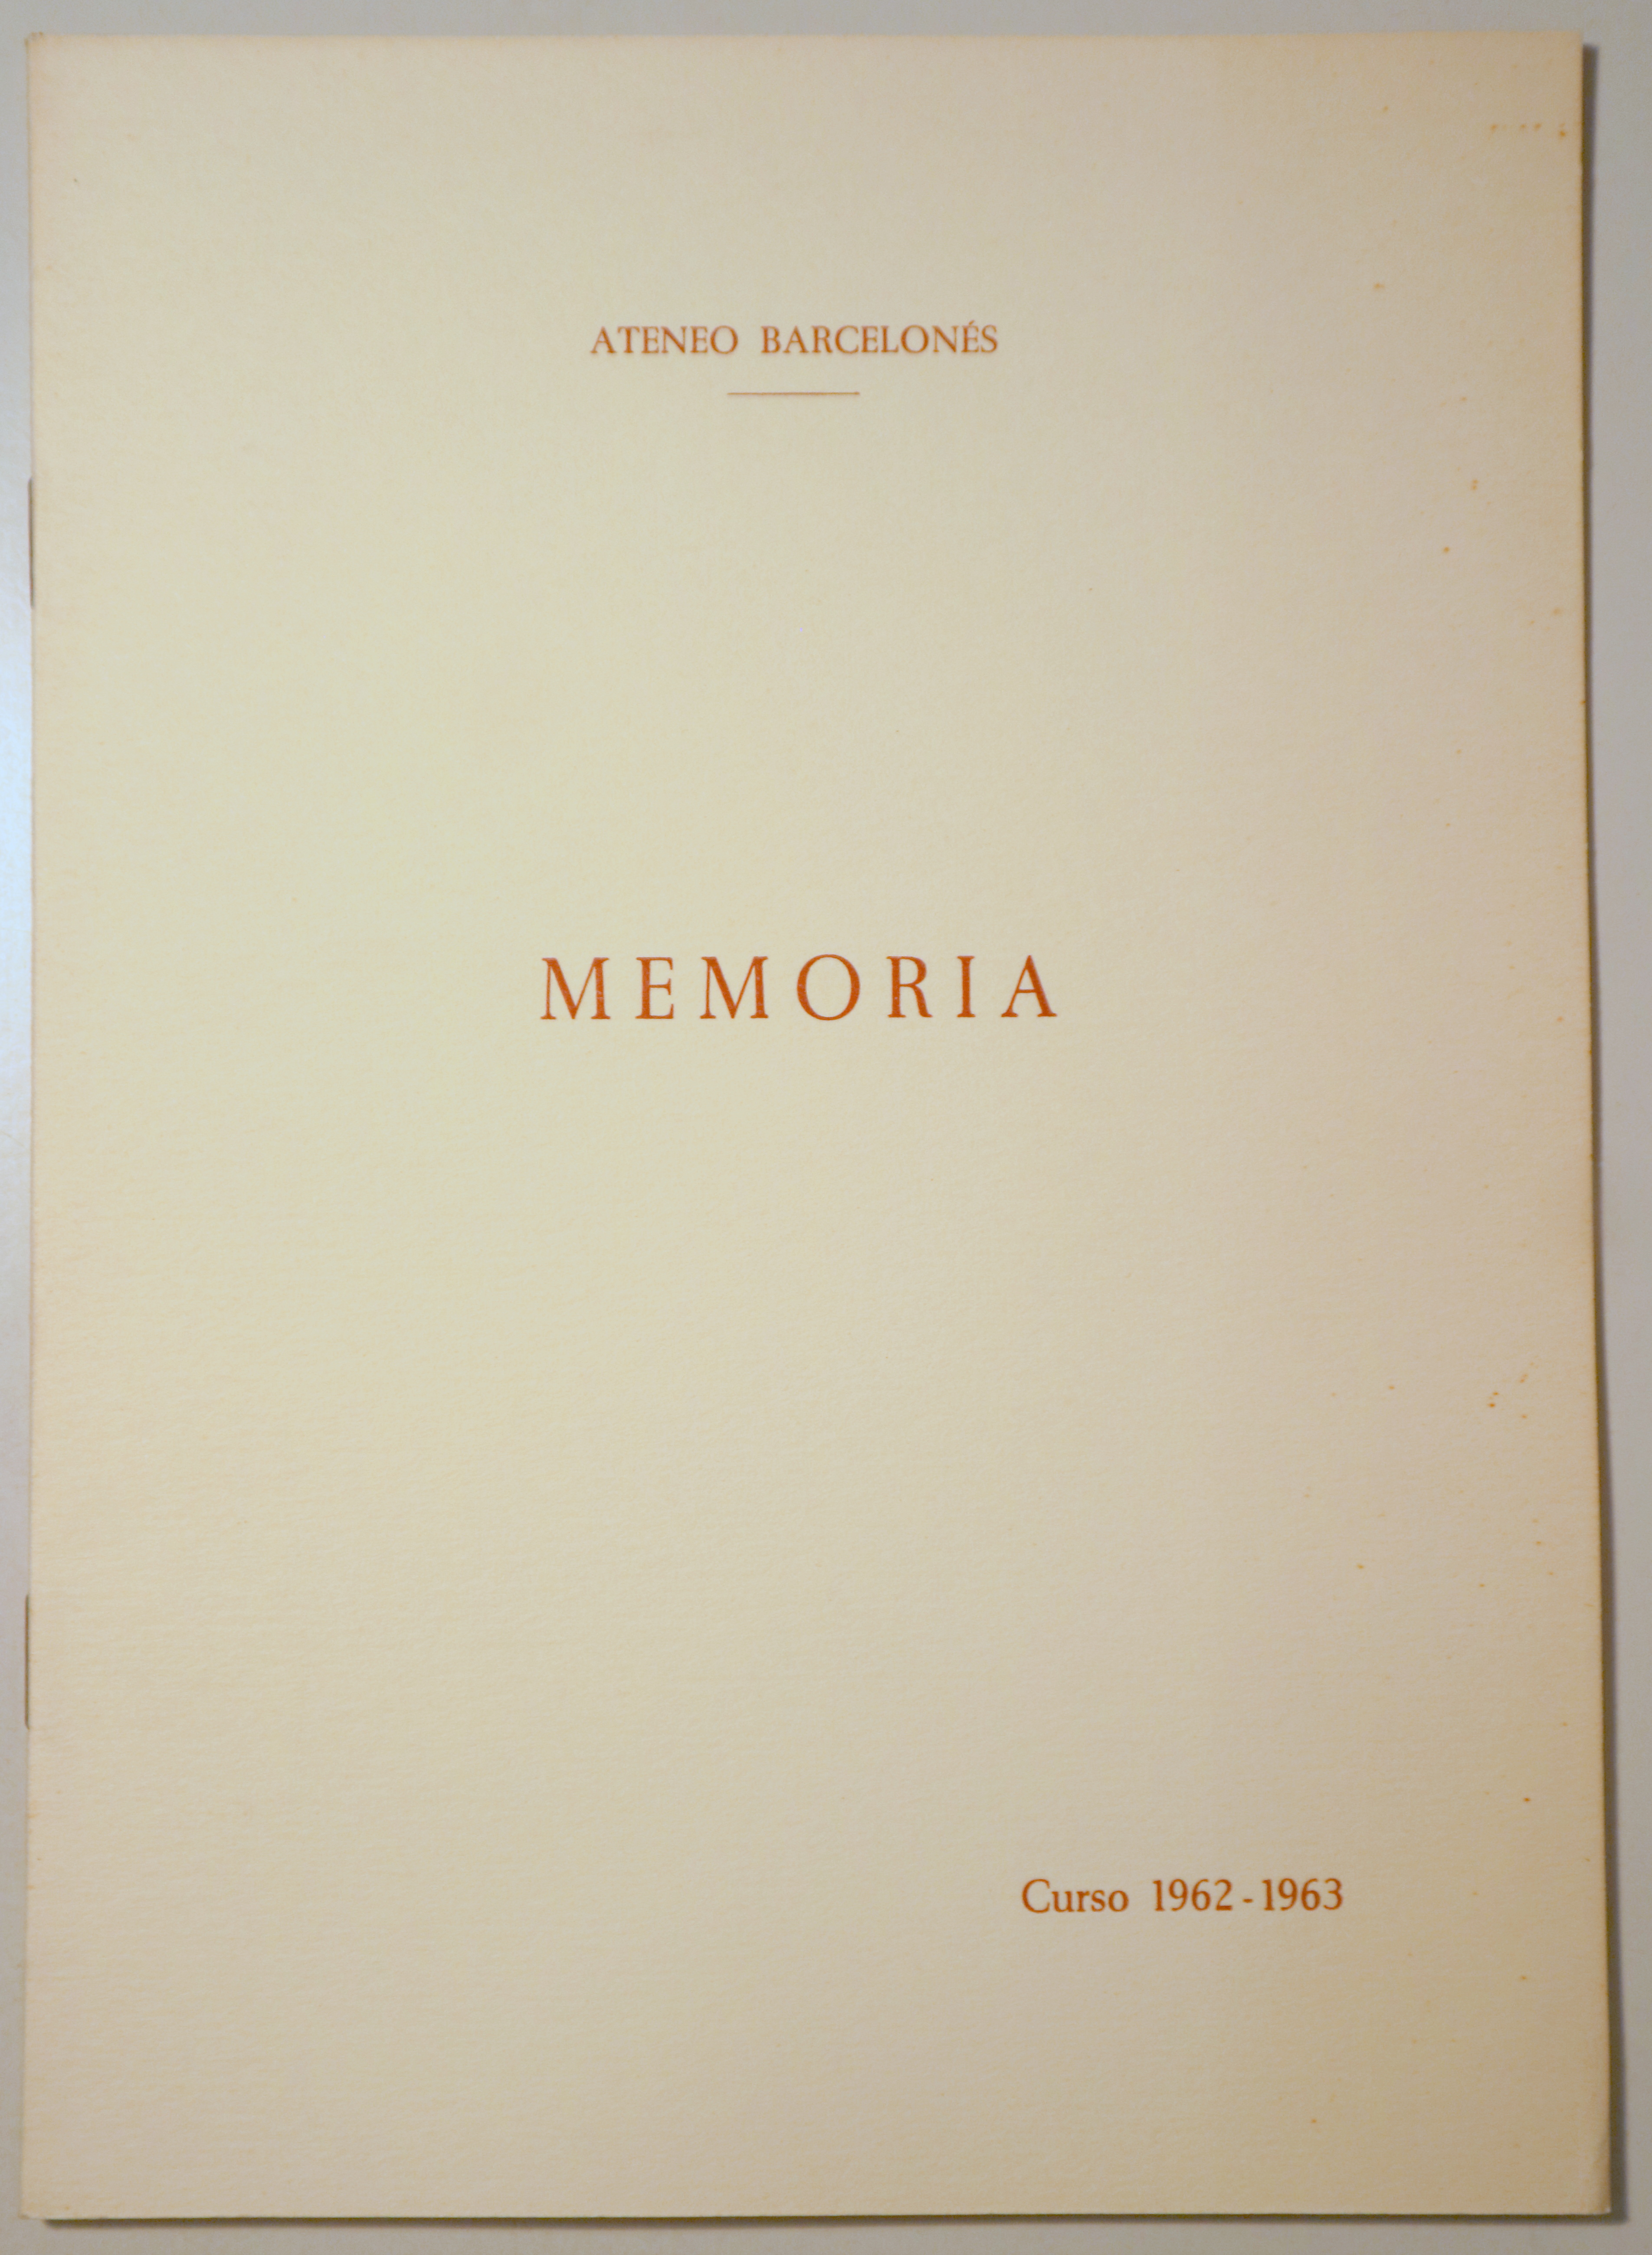 ATENEO BARCELONÉS
MEMORIA
Curso 1962-1963